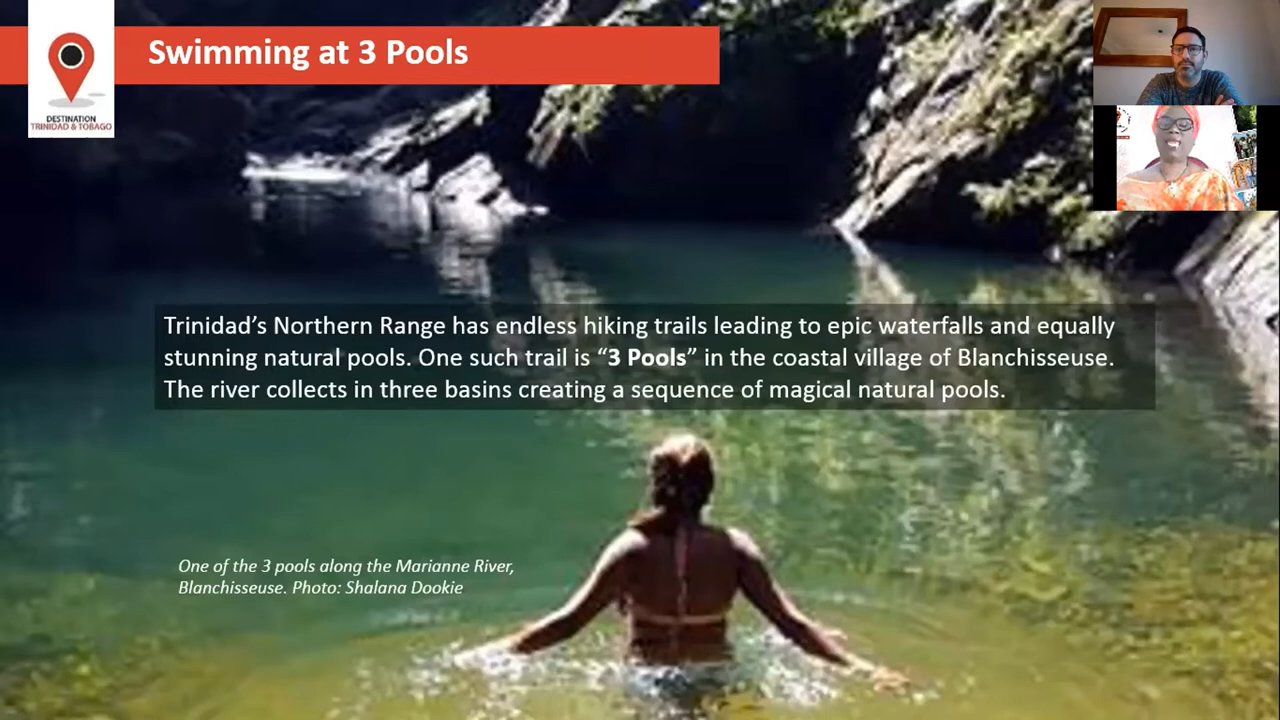 Swimming at 3 Pools
DESTINATION
TRINIDAD & TOBAGO
Trinidad’s Northern Range has endless hiking trails leading to epic waterfalls and equally
stunning natural pools. One such trail is “3 Pools” in the coastal village of Blanchisseuse.
The river collects in three basins creating a sequence of magical natural pools.
One of the 3 pools along the Marianne River,
Blanchisseuse. Photo: Shalana Dookie